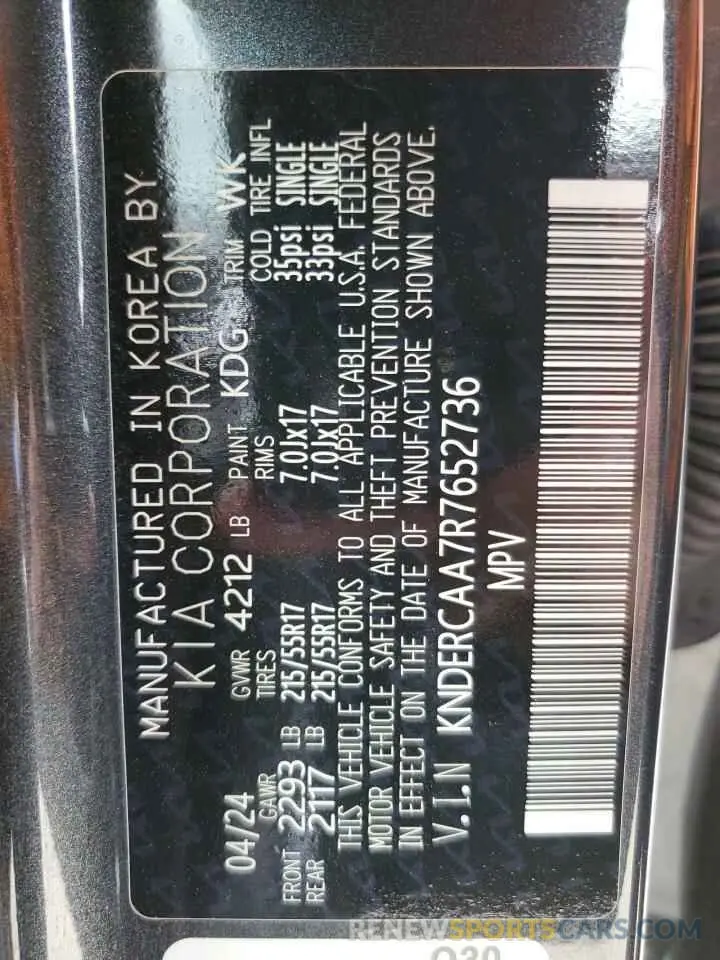 MANUFACTURED IN KOREA BY
KIA CORPORATION
04/24 GVWR 4212 LB PAINT KDG TRIM WK
GAWR TIRES RIMS COLD TIRE INFL
FRONT 2293 LB 215/55R17 7.0Jx17 35psi SINGLE
REAR 2117 LB 215/55R17 7.0Jx17 33psi SINGLE
THIS VEHICLE CONFORMS TO ALL APPLICABLE U.S.A. FEDERAL
MOTOR VEHICLE SAFETY AND THEFT PREVENTION STANDARDS
IN EFFECT ON THE DATE OF MANUFACTURE SHOWN ABOVE.
V.I.N KNDERCAA7R7652736
MPV
RENEWSPORTSCARS.COM